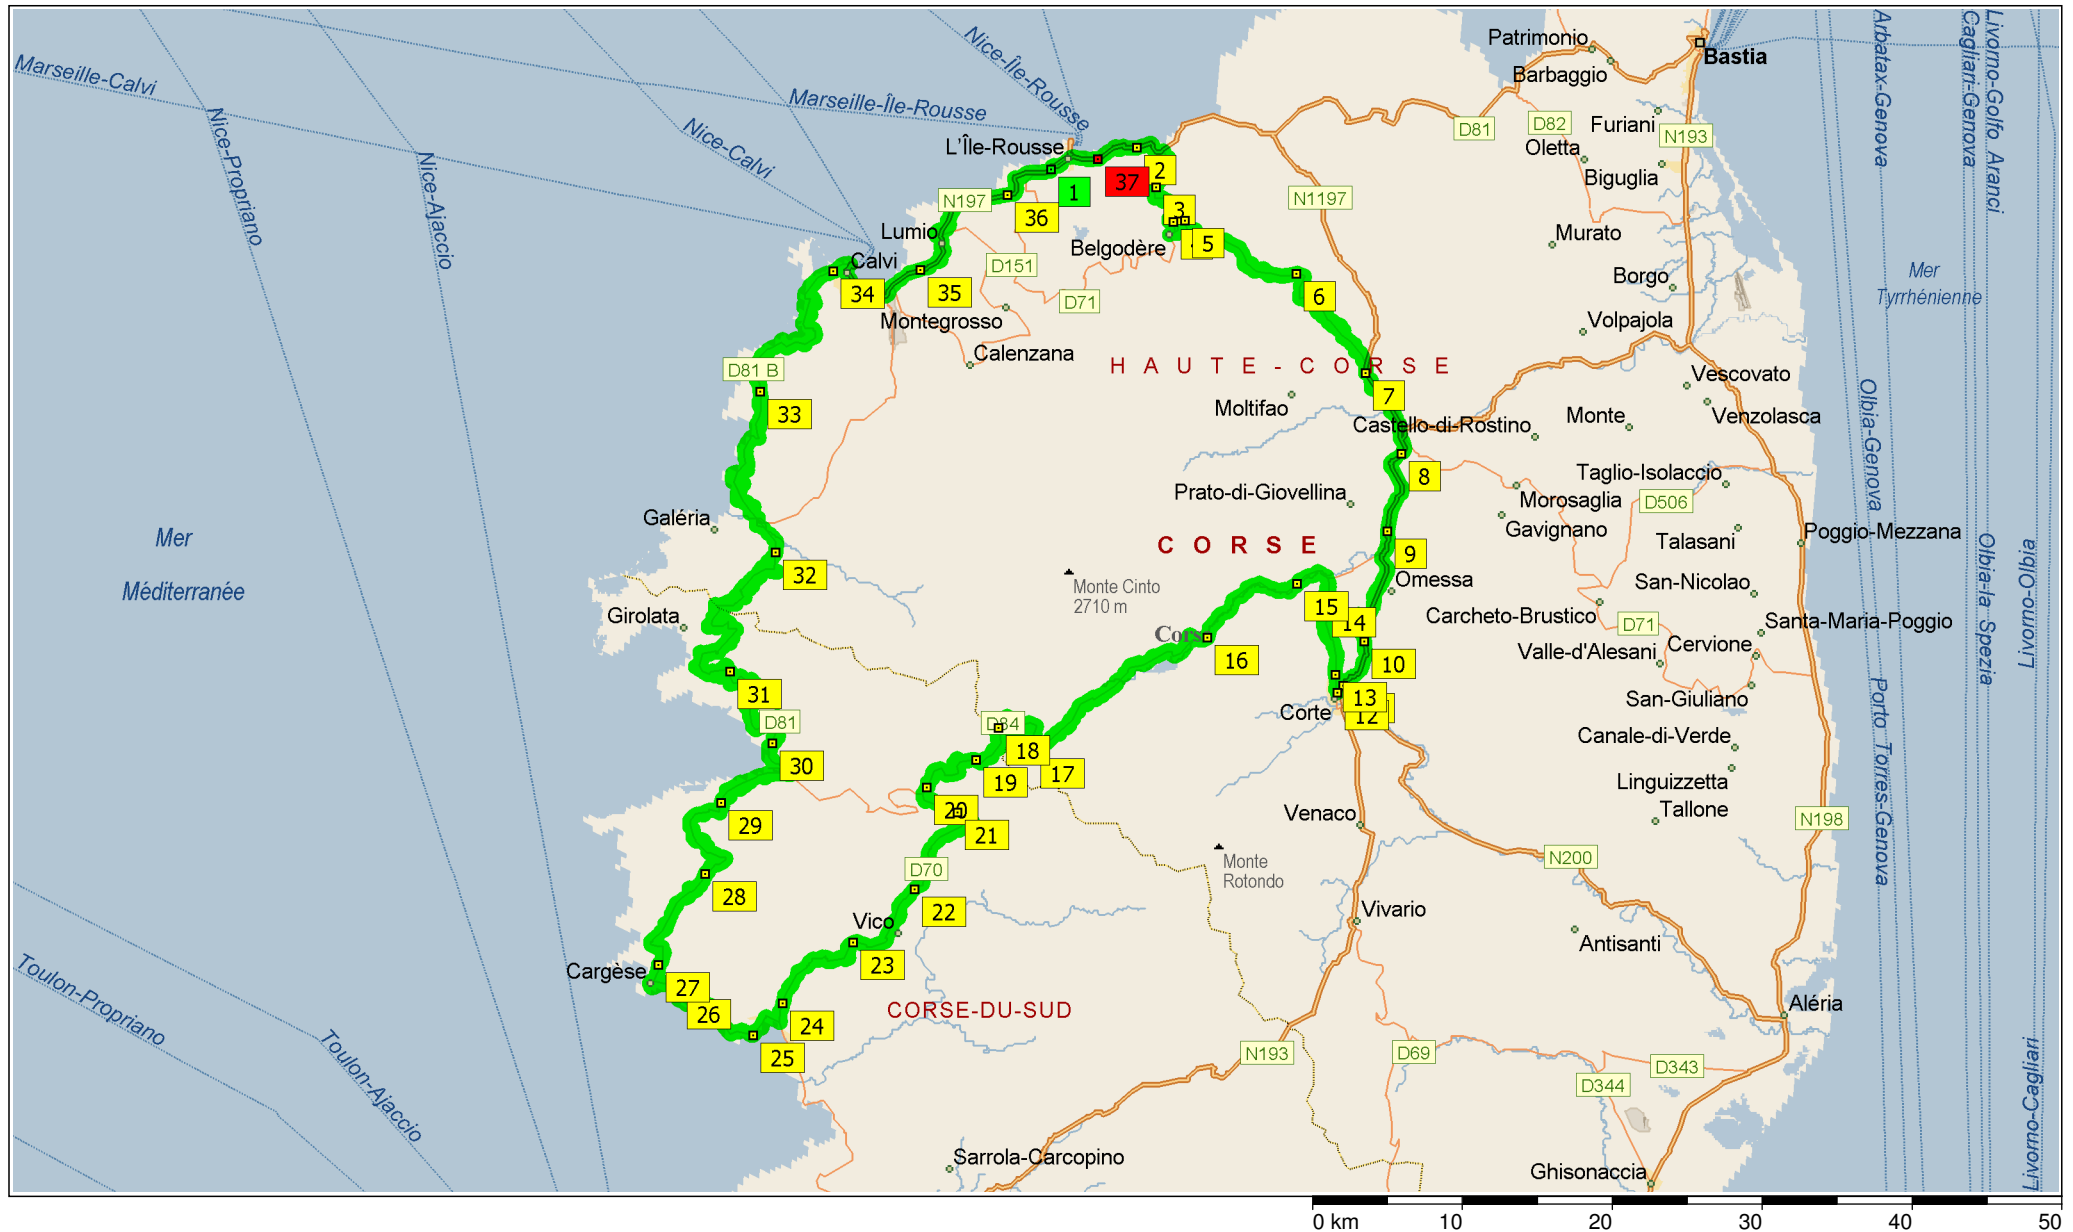 Marseille-Calvi
Nice-Propriano
Nice-Ajaccio
Nice-Calvi
Marseille-Île-Rousse
Nice-Île-Rousse
Arbatax-Genova
Cagliari-Genova
Livorno-Golfo Aranci
Patrimonio
Bastia
Barbaggio
D81
D82
Furiani
N193
Oletta
Biguglia
L'Île-Rousse
2
37
1
N197
36
3
N1197
Lumio
Belgodère
5
Murato
Calvi
D151
Borgo
Mer
Tyrrhénienne
34
35
D71
6
Montegrosso
Volpajola
Calenzana
HAUTE-CORSE
D81 B
Vescovato
33
Moltifao
7
Monte
Venzolasca
Castello-di-Rostino
Olbia-Genova
8
Taglio-Isolaccio
Prato-di-Giovellina
Morosaglia
D506
Galéria
Gavignano
Poggio-Mezzana
Mer
Méditerranée
CORSE
9
Talasani
32
Monte Cinto
2710 m
Omessa
San-Nicolao
Olbia-la Spezia
Livorno-Olbia
Girolata
15
14
Carcheto-Brustico
D71
Santa-Maria-Poggio
Cors
16
10
Valle-d'Alesani
Cervione
31
13
San-Giuliano
D81
D84
Corte
12
18
Canale-di-Verde
30
17
19
Linguizzetta
Porto Torres-Genova
20
Tallone
29
21
Venaco
N198
D70
Monte
Rotondo
N200
28
22
Vico
Vivario
23
Antisanti
Cargèse
27
26
24
CORSE-DU-SUD
Aléria
25
N193
D69
D343
D344
Toulon-Propriano
Toulon-Ajaccio
Livorno-Cagliari
Sarrola-Carcopino
Ghisonaccia
0 km 10 20 30 40 50